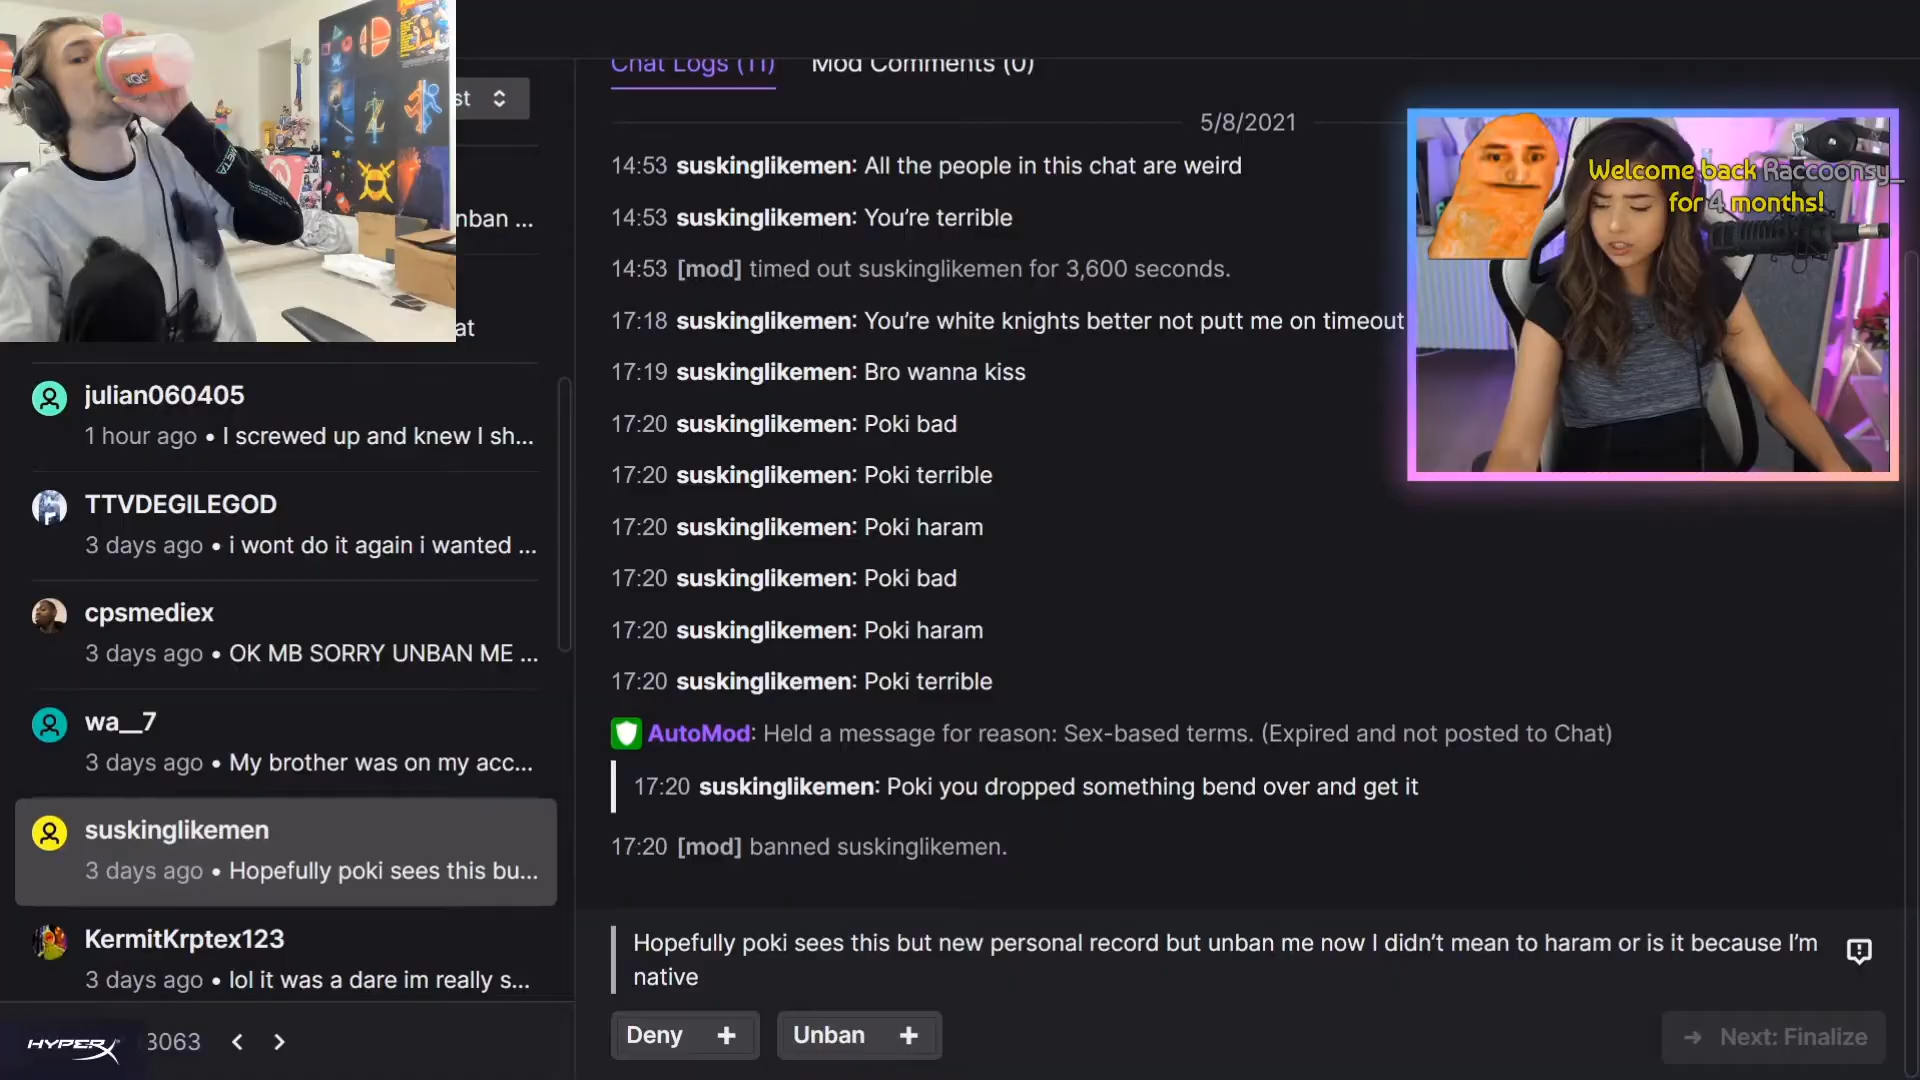 st
Chat Logs (11)
Mod Comments (0)
5/8/2021
14:53 suskinglikemen: All the people in this chat are weird
14:53 suskinglikemen: You're terrible
14:53 [mod] timed out suskinglikemen for 3,600 seconds.
17:18 suskinglikemen: You're white knights better not putt me on timeout
17:19 suskinglikemen: Bro wanna kiss
17:20 suskinglikemen: Poki bad
17:20 suskinglikemen: Poki terrible
17:20 suskinglikemen: Poki haram
17:20 suskinglikemen: Poki bad
17:20 suskinglikemen: Poki haram
17:20 suskinglikemen: Poki terrible
AutoMod: Held a message for reason: Sex-based terms. (Expired and not posted to Chat)
17:20 suskinglikemen: Poki you dropped something bend over and get it
17:20 [mod] banned suskinglikemen.
Hopefully poki sees this but new personal record but unban me now I didn't mean to haram or is it because I'm
native
Deny +
Unban +
→ Next: Finalize
Welcome back Raccoonsy_
for 4 months!
XQC
nban ...
at
julian060405
1 hour ago • I screwed up and knew I sh...
TTVDEGILEGOD
3 days ago • i wont do it again i wanted ...
cpsmediex
3 days ago • OK MB SORRY UNBAN ME ...
wa__7
3 days ago • My brother was on my acc...
suskinglikemen
3 days ago • Hopefully poki sees this bu...
KermitKrptex123
3 days ago • lol it was a dare im really s...
HYPERX
3063